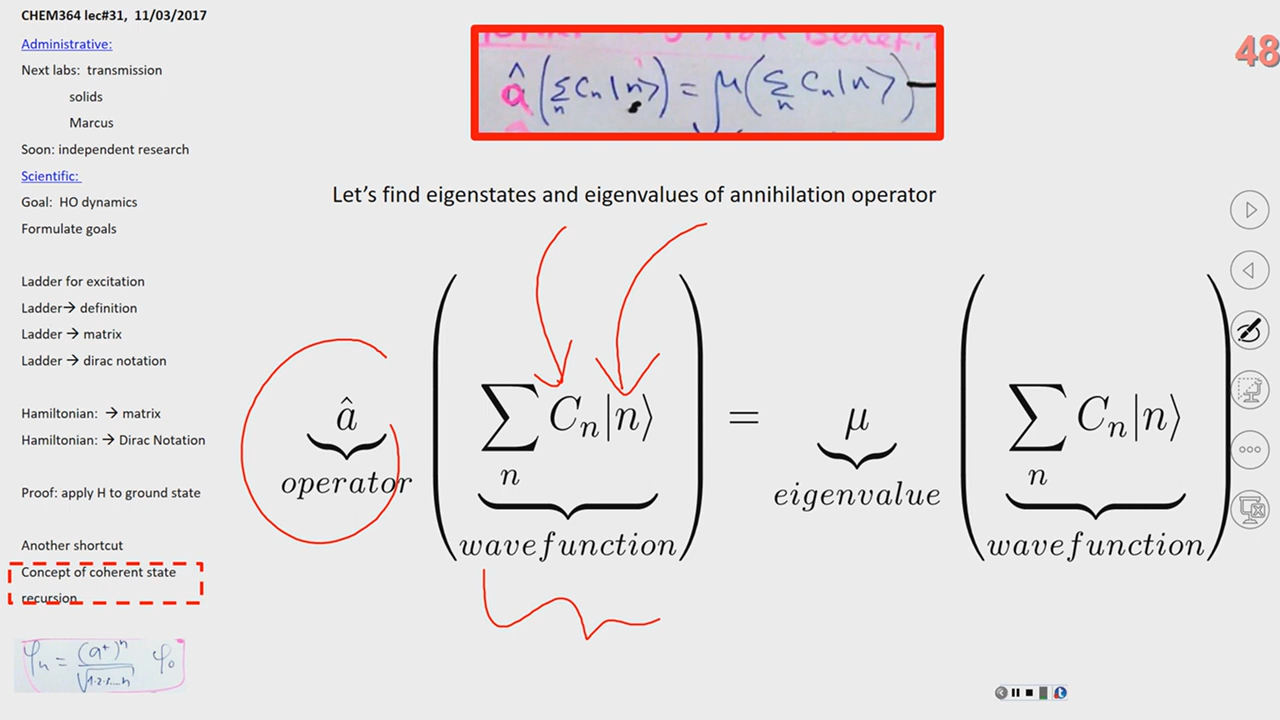 CHEM364 lec#31, 11/03/2017
Administrative:
Next labs: transmission
solids
Marcus
Soon: independent research
Scientific:
Goal: HO dynamics
Formulate goals
Ladder for excitation
Ladder→ definition
Ladder → matrix
Ladder → dirac notation
Hamiltonian: → matrix
Hamiltonian: → Dirac Notation
Proof: apply H to ground state
Another shortcut
Concept of coherent state
recursion
φn = (a⁺)ⁿ / √1·2·3....n φ₀
â (Σn Cn|n>) = μ (Σn Cn|n>)
48
Let’s find eigenstates and eigenvalues of annihilation operator
â (∑n Cn|n⟩) = μ (∑n Cn|n⟩)
operator wavefunction eigenvalue wavefunction